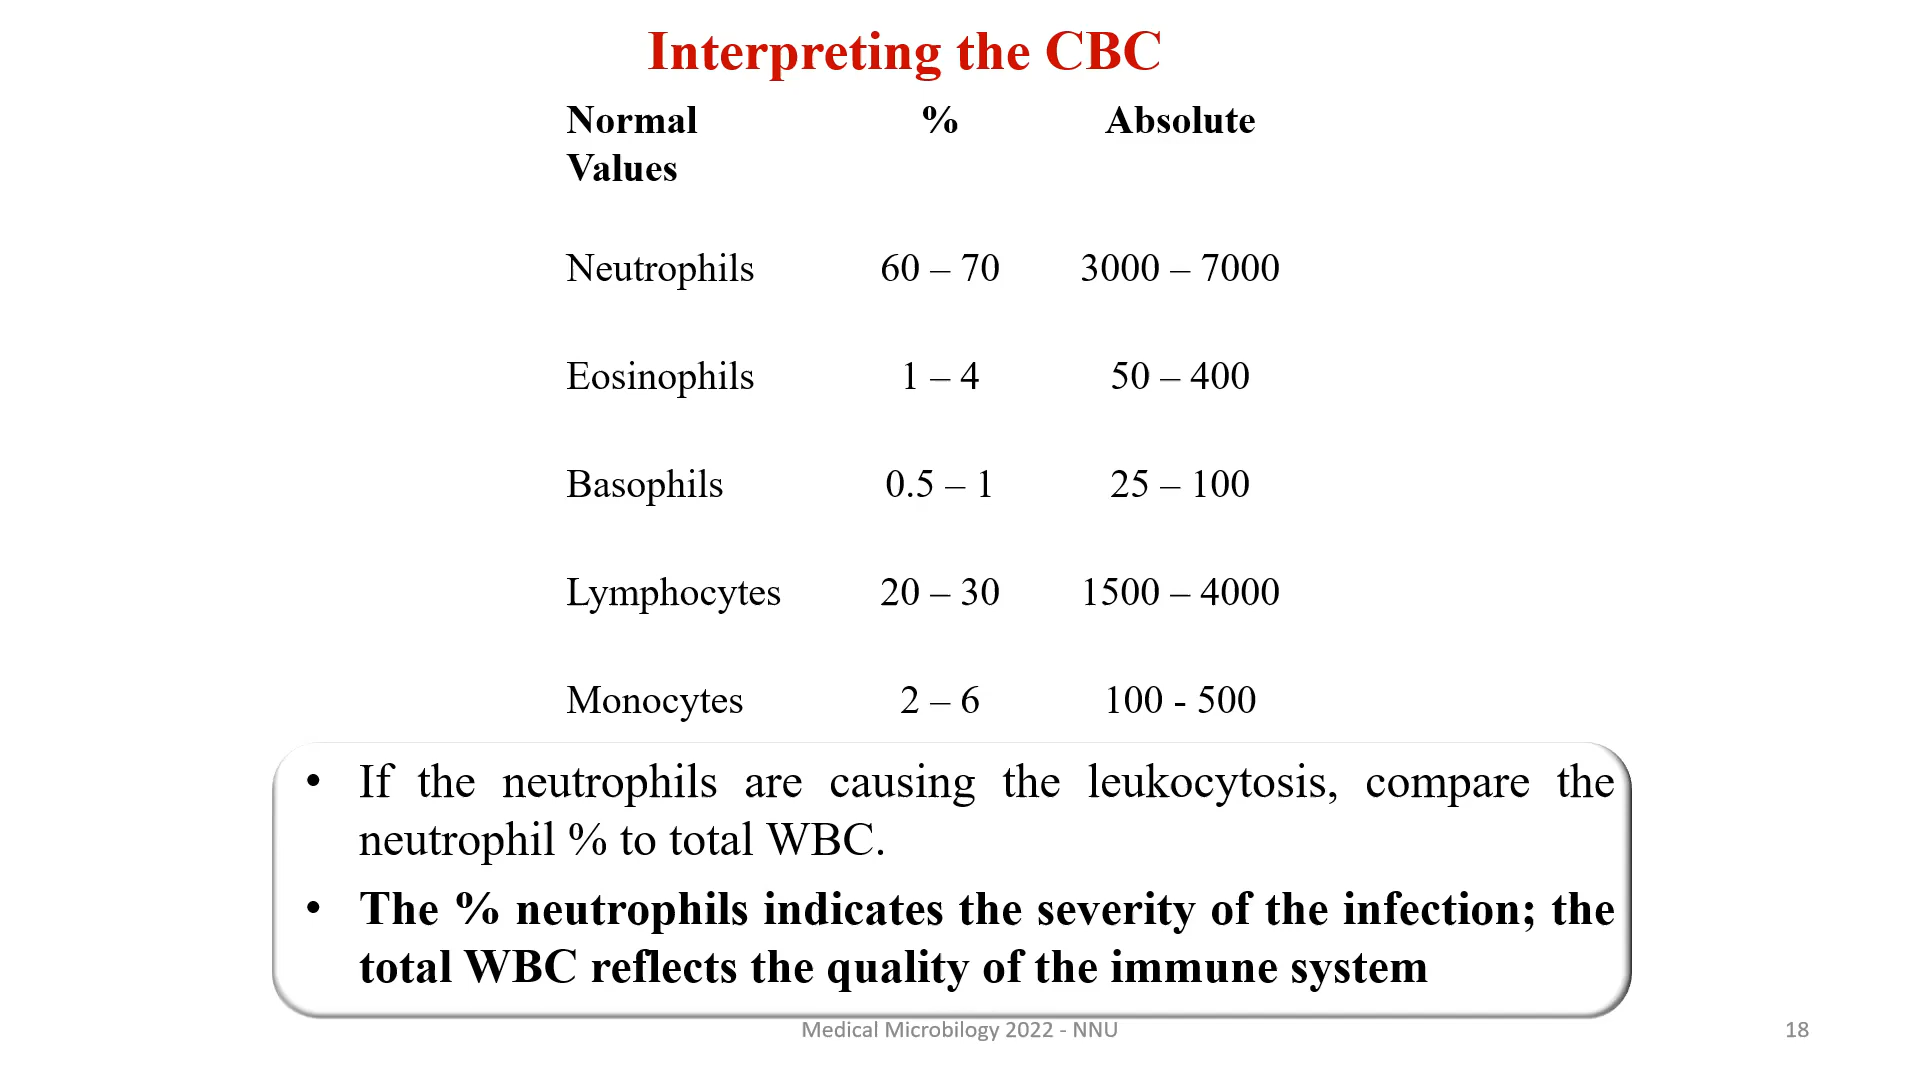 Interpreting the CBC
Normal Values % Absolute
Neutrophils 60 – 70 3000 – 7000
Eosinophils 1 – 4 50 – 400
Basophils 0.5 – 1 25 – 100
Lymphocytes 20 – 30 1500 – 4000
Monocytes 2 – 6 100 - 500
• If the neutrophils are causing the leukocytosis, compare the
neutrophil % to total WBC.
• The % neutrophils indicates the severity of the infection; the
total WBC reflects the quality of the immune system
Medical Microbilogy 2022 - NNU
18